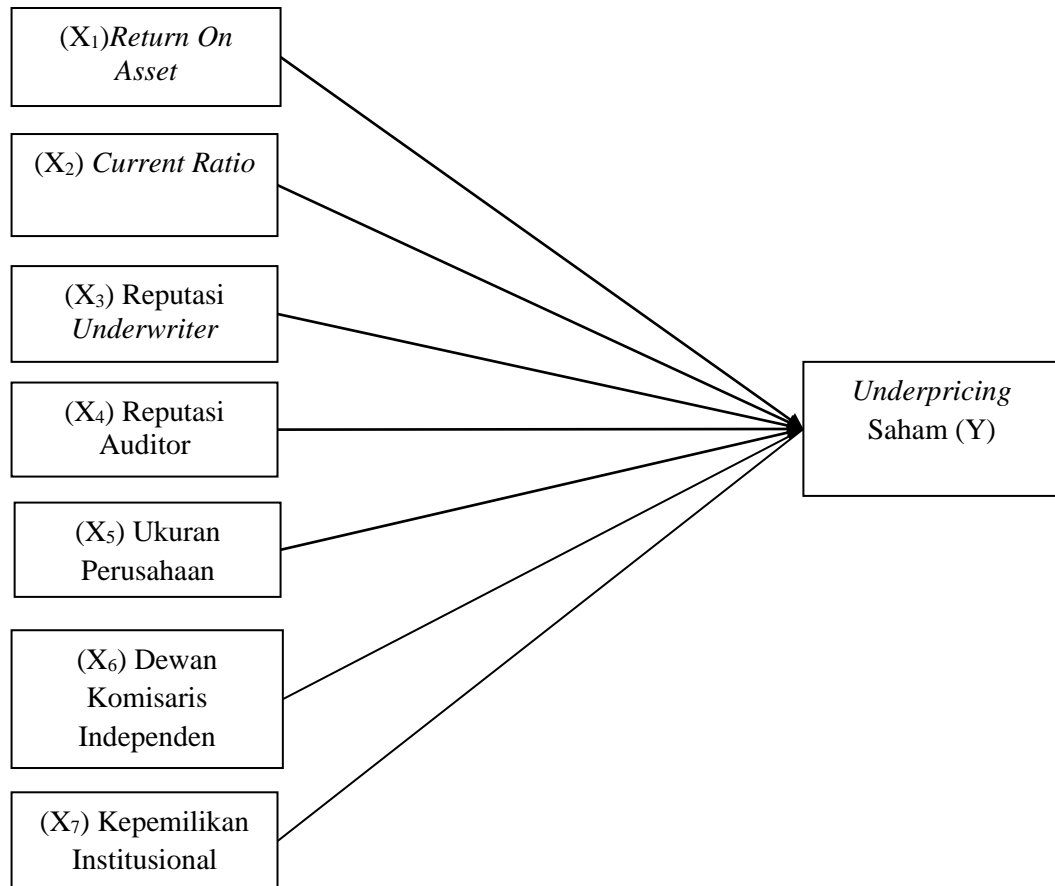 (X₁)Return On
Asset
(X₂) Current Ratio
(X₃) Reputasi
Underwriter
(X₄) Reputasi
Auditor
(X₅) Ukuran
Perusahaan
(X₆) Dewan
Komisaris
Independen
(X₇) Kepemilikan
Institusional
Underpricing
Saham (Y)